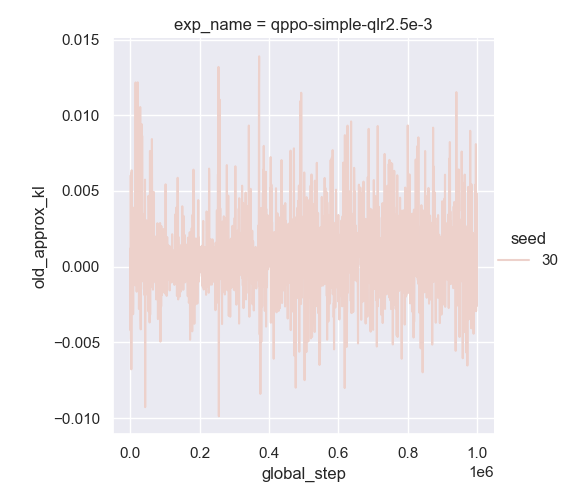 exp_name = qppo-simple-qlr2.5e-3
0.015
0.010
0.005
0.000
−0.005
−0.010
old_approx_kl
0.0 0.2 0.4 0.6 0.8 1.0
1e6
global_step
seed
30